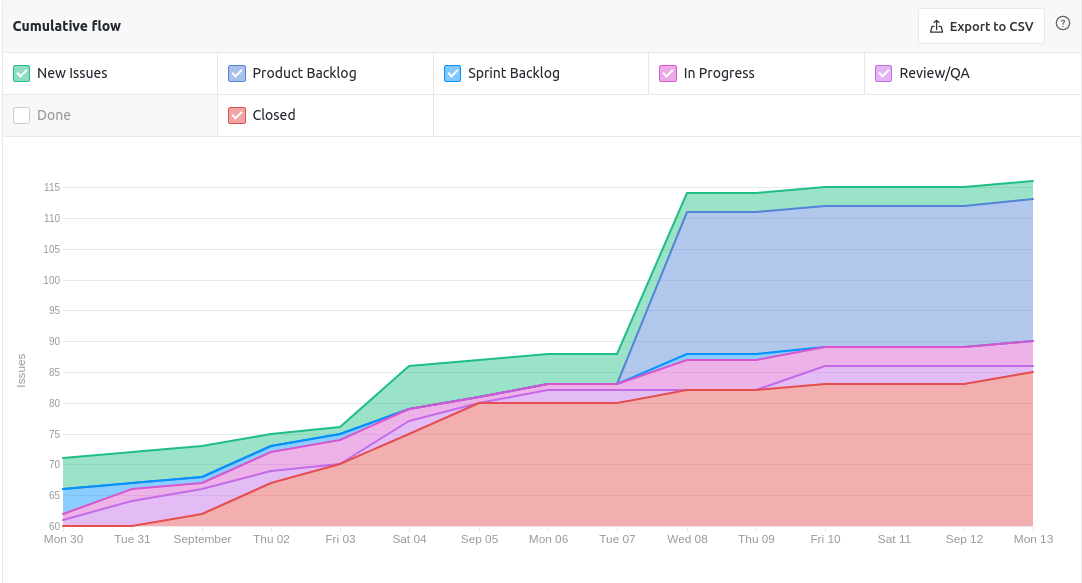 Cumulative flow
Export to CSV
?
New Issues
Product Backlog
Sprint Backlog
In Progress
Review/QA
Done
Closed
115
110
105
100
95
90
85
80
75
70
65
60
Issues
Mon 30
Tue 31
September
Thu 02
Fri 03
Sat 04
Sep 05
Mon 06
Tue 07
Wed 08
Thu 09
Fri 10
Sat 11
Sep 12
Mon 13